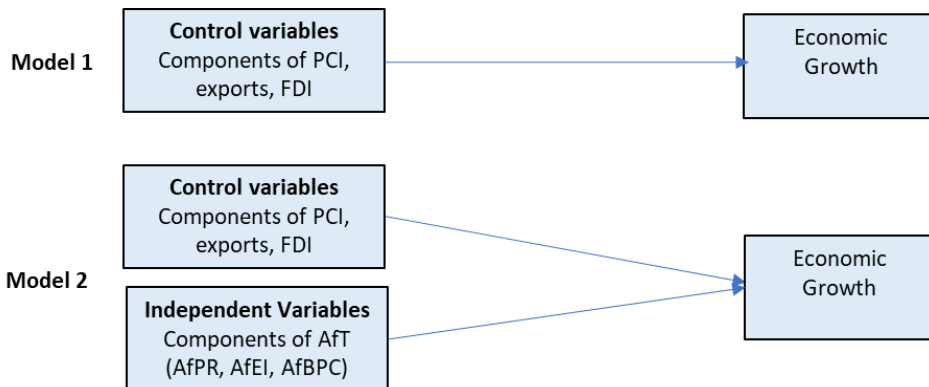 Model 1
Control variables
Components of PCI,
exports, FDI
Economic
Growth
Model 2
Control variables
Components of PCI,
exports, FDI
Independent Variables
Components of AfT
(AfPR, AfEI, AfBPC)
Economic
Growth